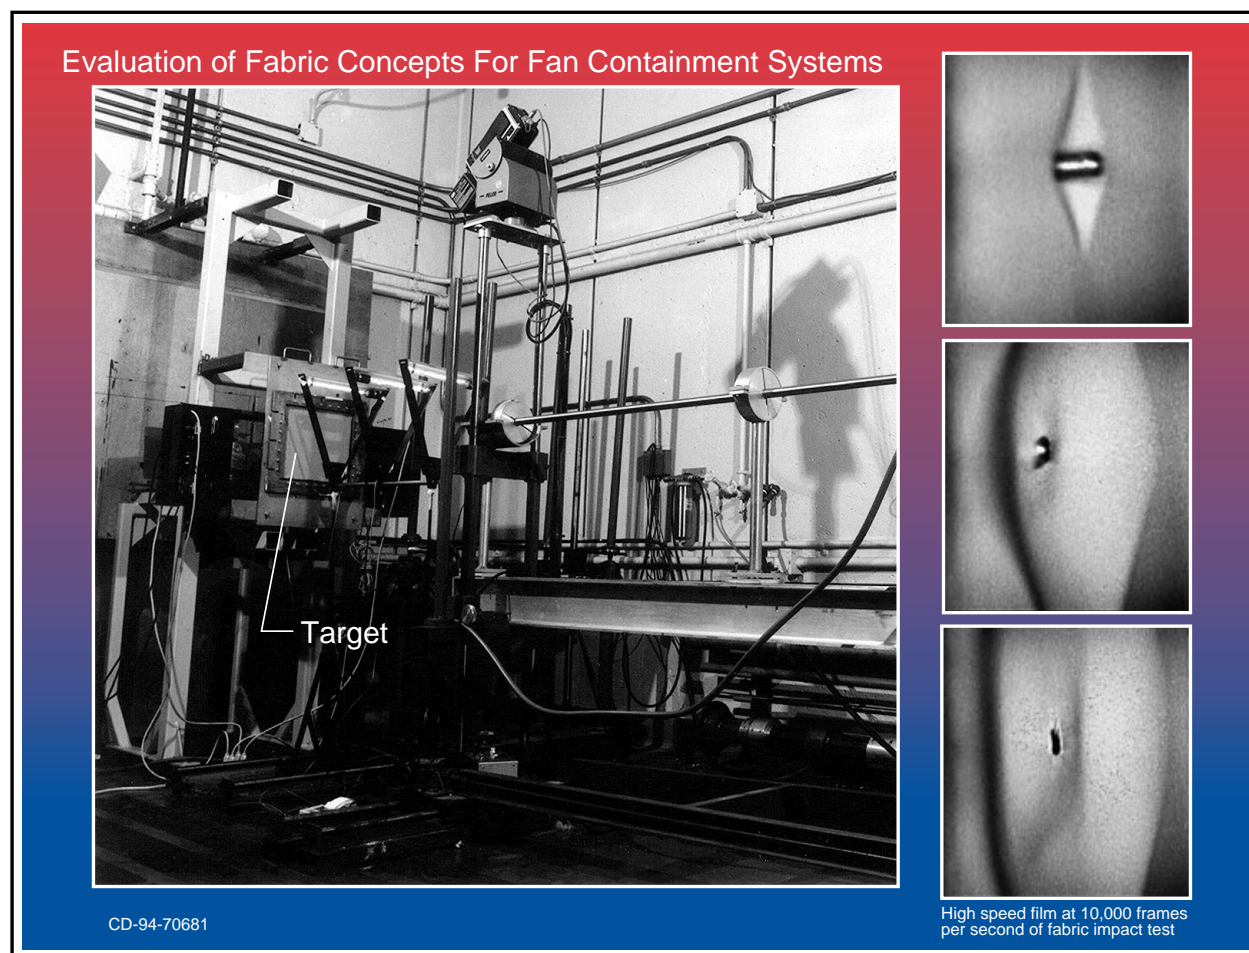 Evaluation of Fabric Concepts For Fan Containment Systems
Target
CD-94-70681
High speed film at 10,000 frames
per second of fabric impact test